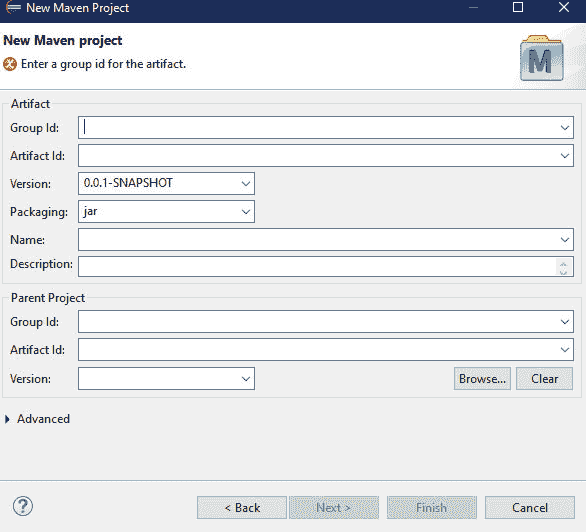 New Maven Project
New Maven project
Enter a group id for the artifact.
M
Artifact
Group Id:
Artifact Id:
Version: 0.0.1-SNAPSHOT
Packaging: jar
Name:
Description:
Parent Project
Group Id:
Artifact Id:
Version:
Browse... Clear
Advanced
? < Back Next > Finish Cancel